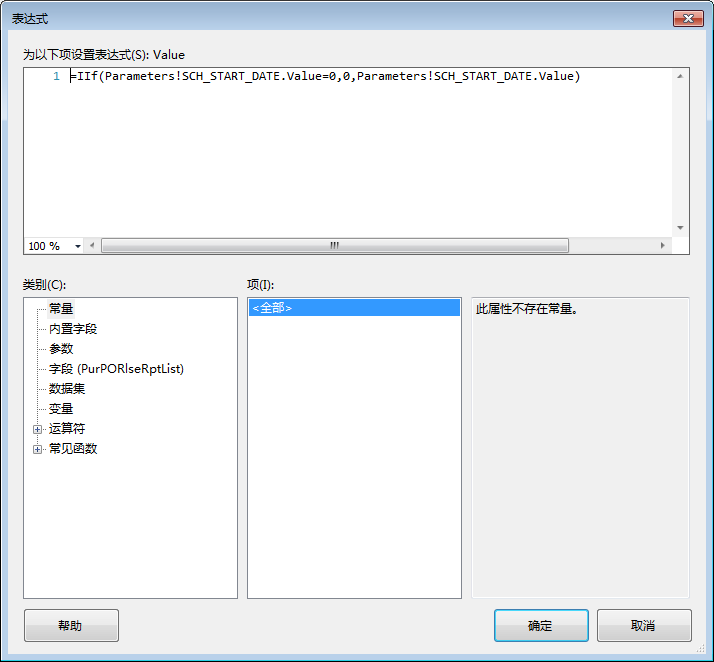 表达式
为以下项设置表达式(S): Value
1 =IIf(Parameters!SCH_START_DATE.Value=0,0,Parameters!SCH_START_DATE.Value)
100 %
类别(C):
常量
内置字段
参数
字段 (PurPORlseRptList)
数据集
变量
运算符
常见函数
项(I):
<全部>
此属性不存在常量。
帮助
确定
取消